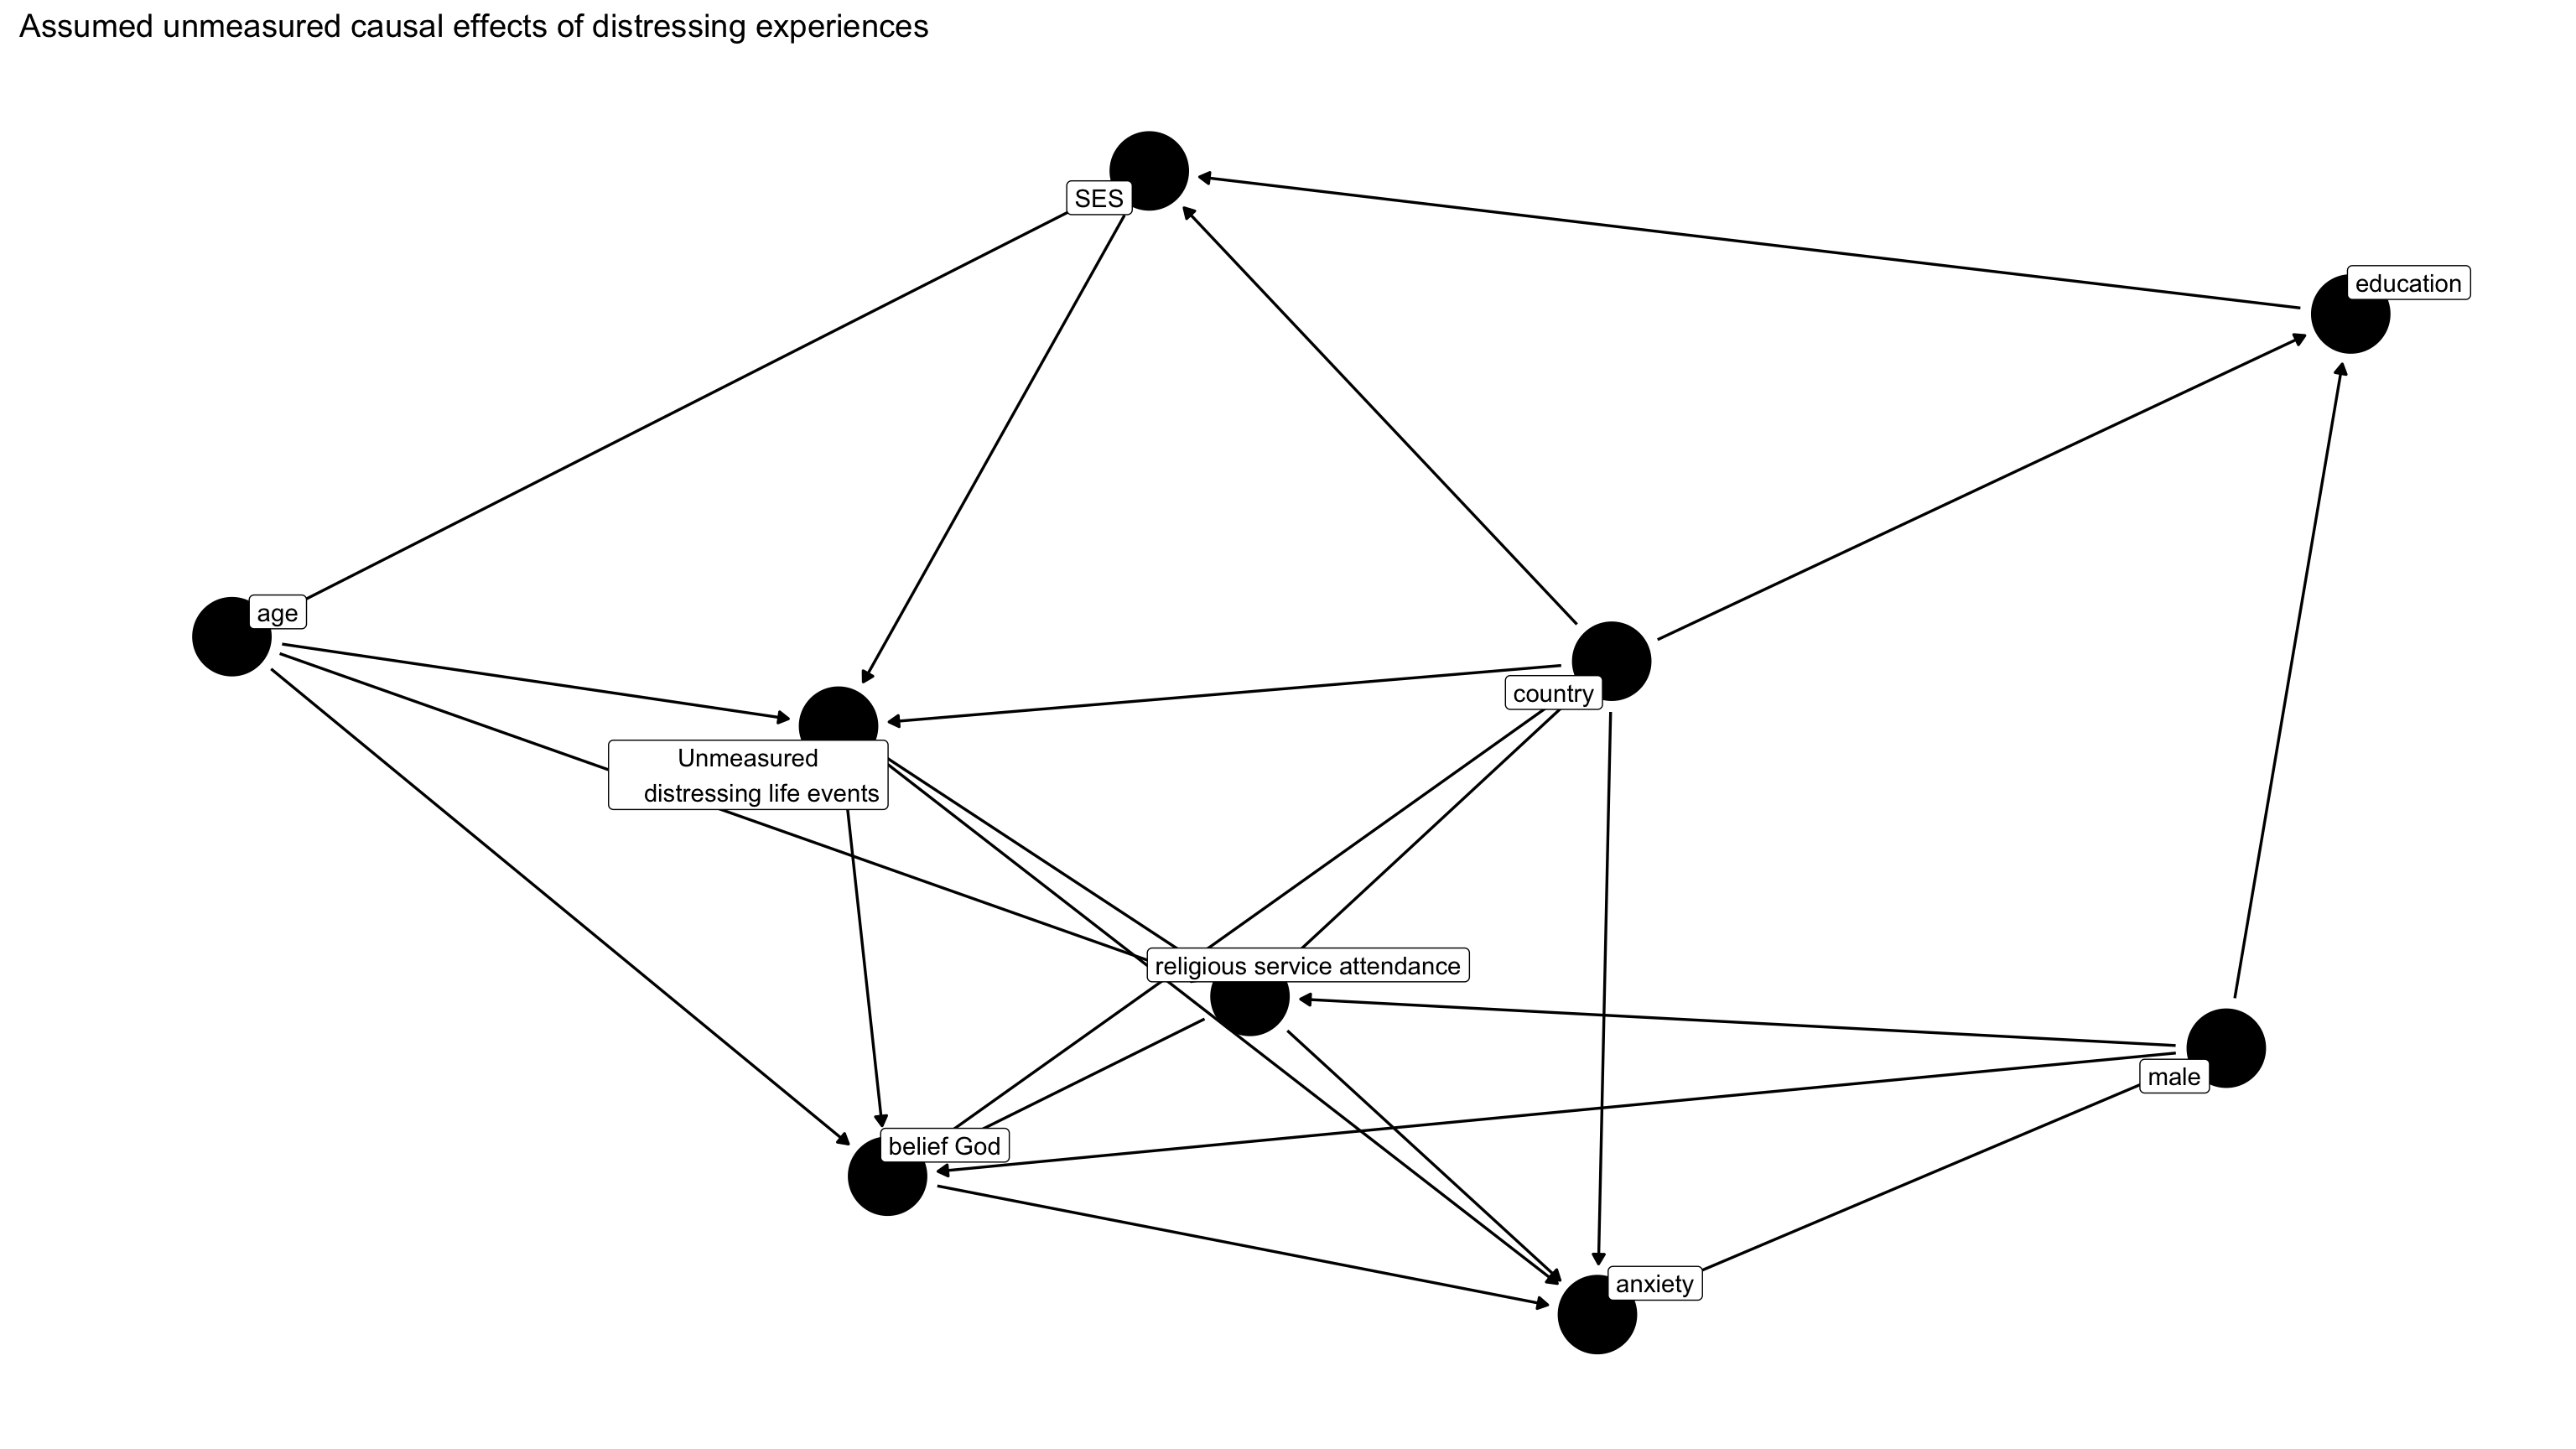 Assumed unmeasured causal effects of distressing experiences
SES
education
age
country
Unmeasured
distressing life events
religious service attendance
male
belief God
anxiety